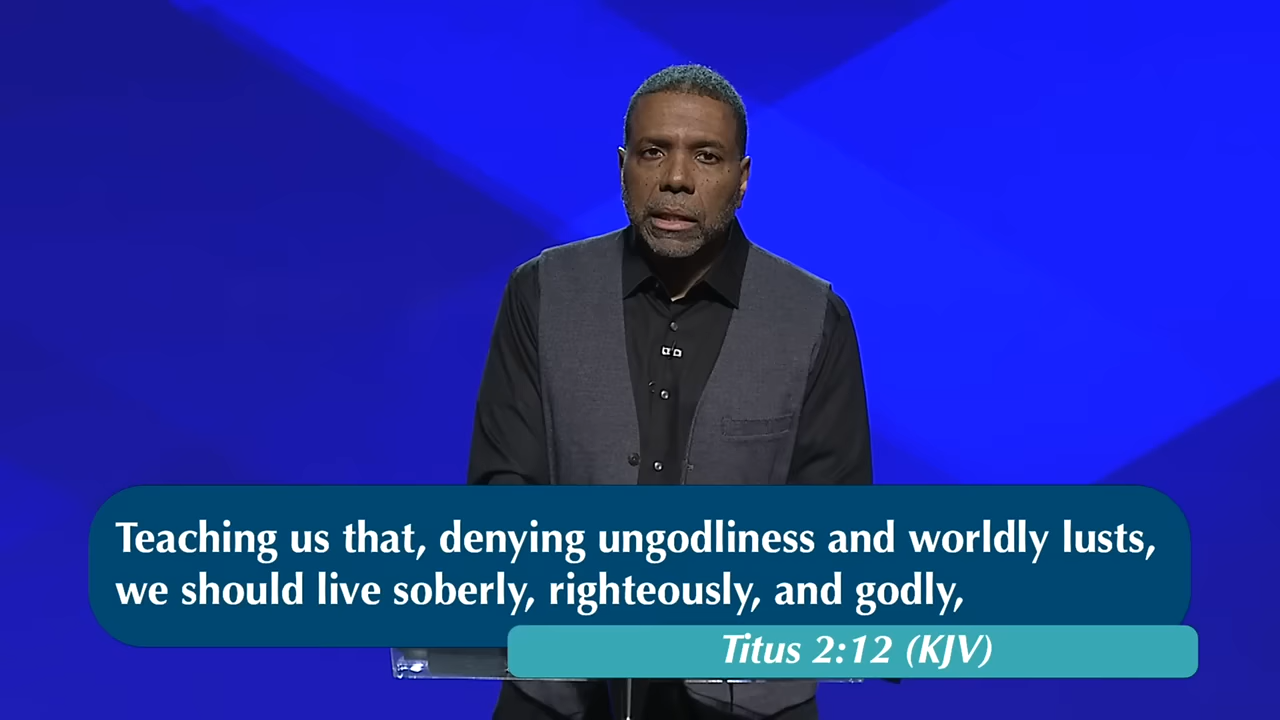 Teaching us that, denying ungodliness and worldly lusts,
we should live soberly, righteously, and godly,
Titus 2:12 (KJV)